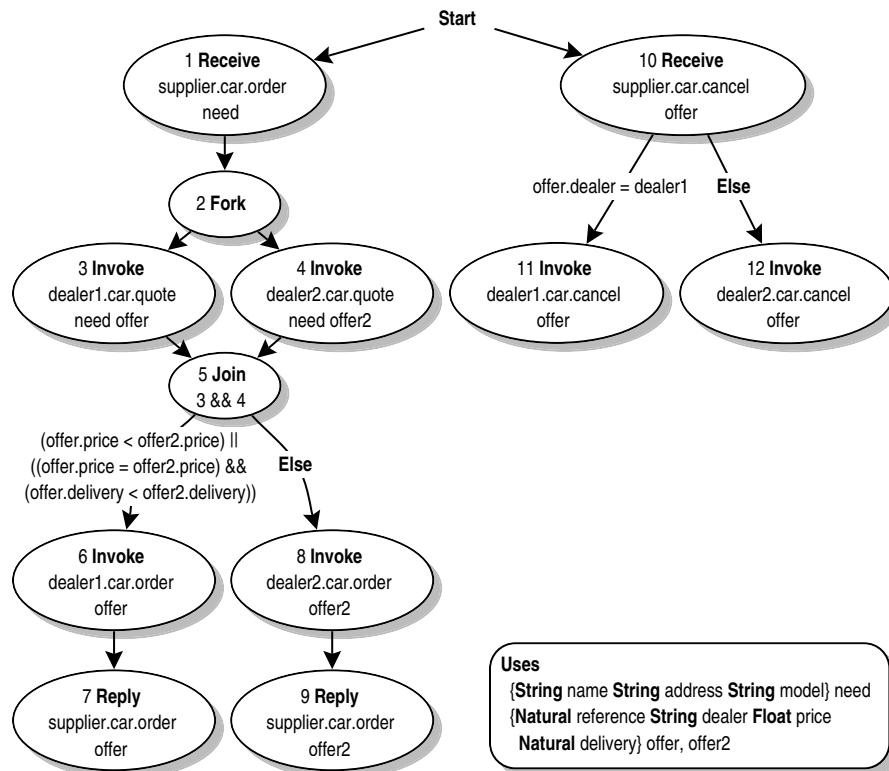 Start
1 Receive
supplier.car.order
need
10 Receive
supplier.car.cancel
offer
2 Fork
offer.dealer = dealer1
Else
3 Invoke
dealer1.car.quote
need offer
4 Invoke
dealer2.car.quote
need offer2
11 Invoke
dealer1.car.cancel
offer
12 Invoke
dealer2.car.cancel
offer
5 Join
3 && 4
(offer.price < offer2.price) ||
((offer.price = offer2.price) &&
(offer.delivery < offer2.delivery))
Else
6 Invoke
dealer1.car.order
offer
8 Invoke
dealer2.car.order
offer2
7 Reply
supplier.car.order
offer
9 Reply
supplier.car.order
offer2
Uses
{String name String address String model} need
{Natural reference String dealer Float price
Natural delivery} offer, offer2